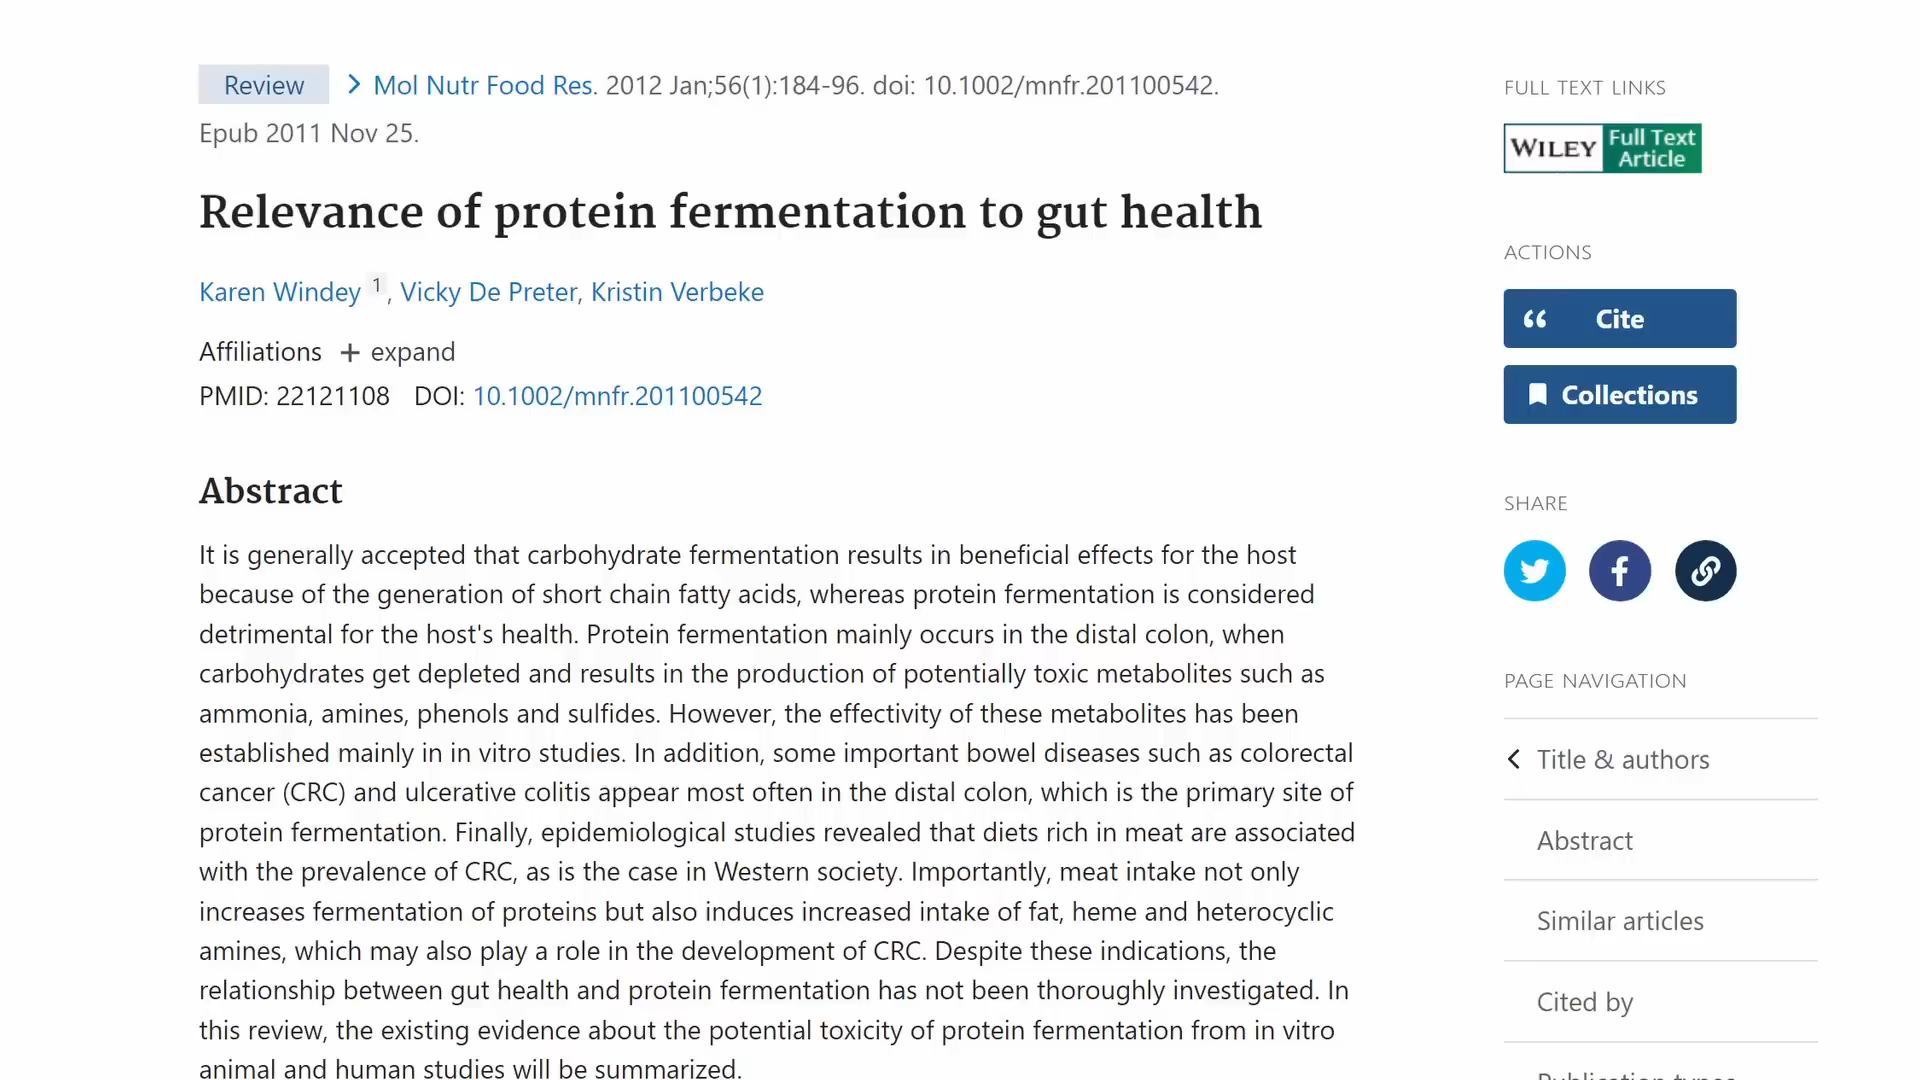 Review > Mol Nutr Food Res. 2012 Jan;56(1):184-96. doi: 10.1002/mnfr.201100542.
Epub 2011 Nov 25.
Relevance of protein fermentation to gut health
Karen Windey 1, Vicky De Preter, Kristin Verbeke
Affiliations + expand
PMID: 22121108 DOI: 10.1002/mnfr.201100542
Abstract
It is generally accepted that carbohydrate fermentation results in beneficial effects for the host
because of the generation of short chain fatty acids, whereas protein fermentation is considered
detrimental for the host's health. Protein fermentation mainly occurs in the distal colon, when
carbohydrates get depleted and results in the production of potentially toxic metabolites such as
ammonia, amines, phenols and sulfides. However, the effectivity of these metabolites has been
established mainly in in vitro studies. In addition, some important bowel diseases such as colorectal
cancer (CRC) and ulcerative colitis appear most often in the distal colon, which is the primary site of
protein fermentation. Finally, epidemiological studies revealed that diets rich in meat are associated
with the prevalence of CRC, as is the case in Western society. Importantly, meat intake not only
increases fermentation of proteins but also induces increased intake of fat, heme and heterocyclic
amines, which may also play a role in the development of CRC. Despite these indications, the
relationship between gut health and protein fermentation has not been thoroughly investigated. In
this review, the existing evidence about the potential toxicity of protein fermentation from in vitro
animal and human studies will be summarized.
FULL TEXT LINKS
WILEY Full Text
Article
ACTIONS
Cite
Collections
SHARE
PAGE NAVIGATION
Title & authors
Abstract
Similar articles
Cited by
Publication types